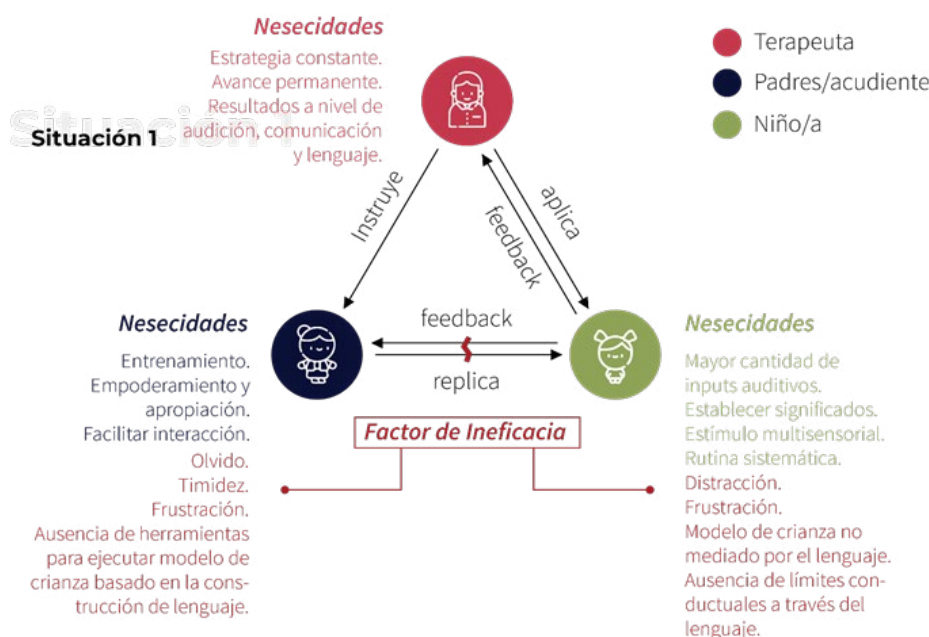 Nesecidades
Estrategia constante.
Avance permanente.
Resultados a nivel de
audición, comunicación
y lenguaje.
Situación 1
Situación 1
Terapeuta
Padres/acudiente
Niño/a
Instruye
aplica
feedback
Nesecidades
Entrenamiento.
Empoderamiento y
apropiación.
Facilitar interacción.
Olvido.
Timidez.
Frustración.
Ausencia de herramientas
para ejecutar modelo de
crianza basado en la cons-
trucción de lenguaje.
feedback
replica
Factor de Ineficacia
Nesecidades
Mayor cantidad de
inputs auditivos.
Establecer significados.
Estímulo multisensorial.
Rutina sistemática.
Distracción.
Frustración.
Modelo de crianza no
mediado por el lenguaje.
Ausencia de límites con-
ductuales a través del
lenguaje.